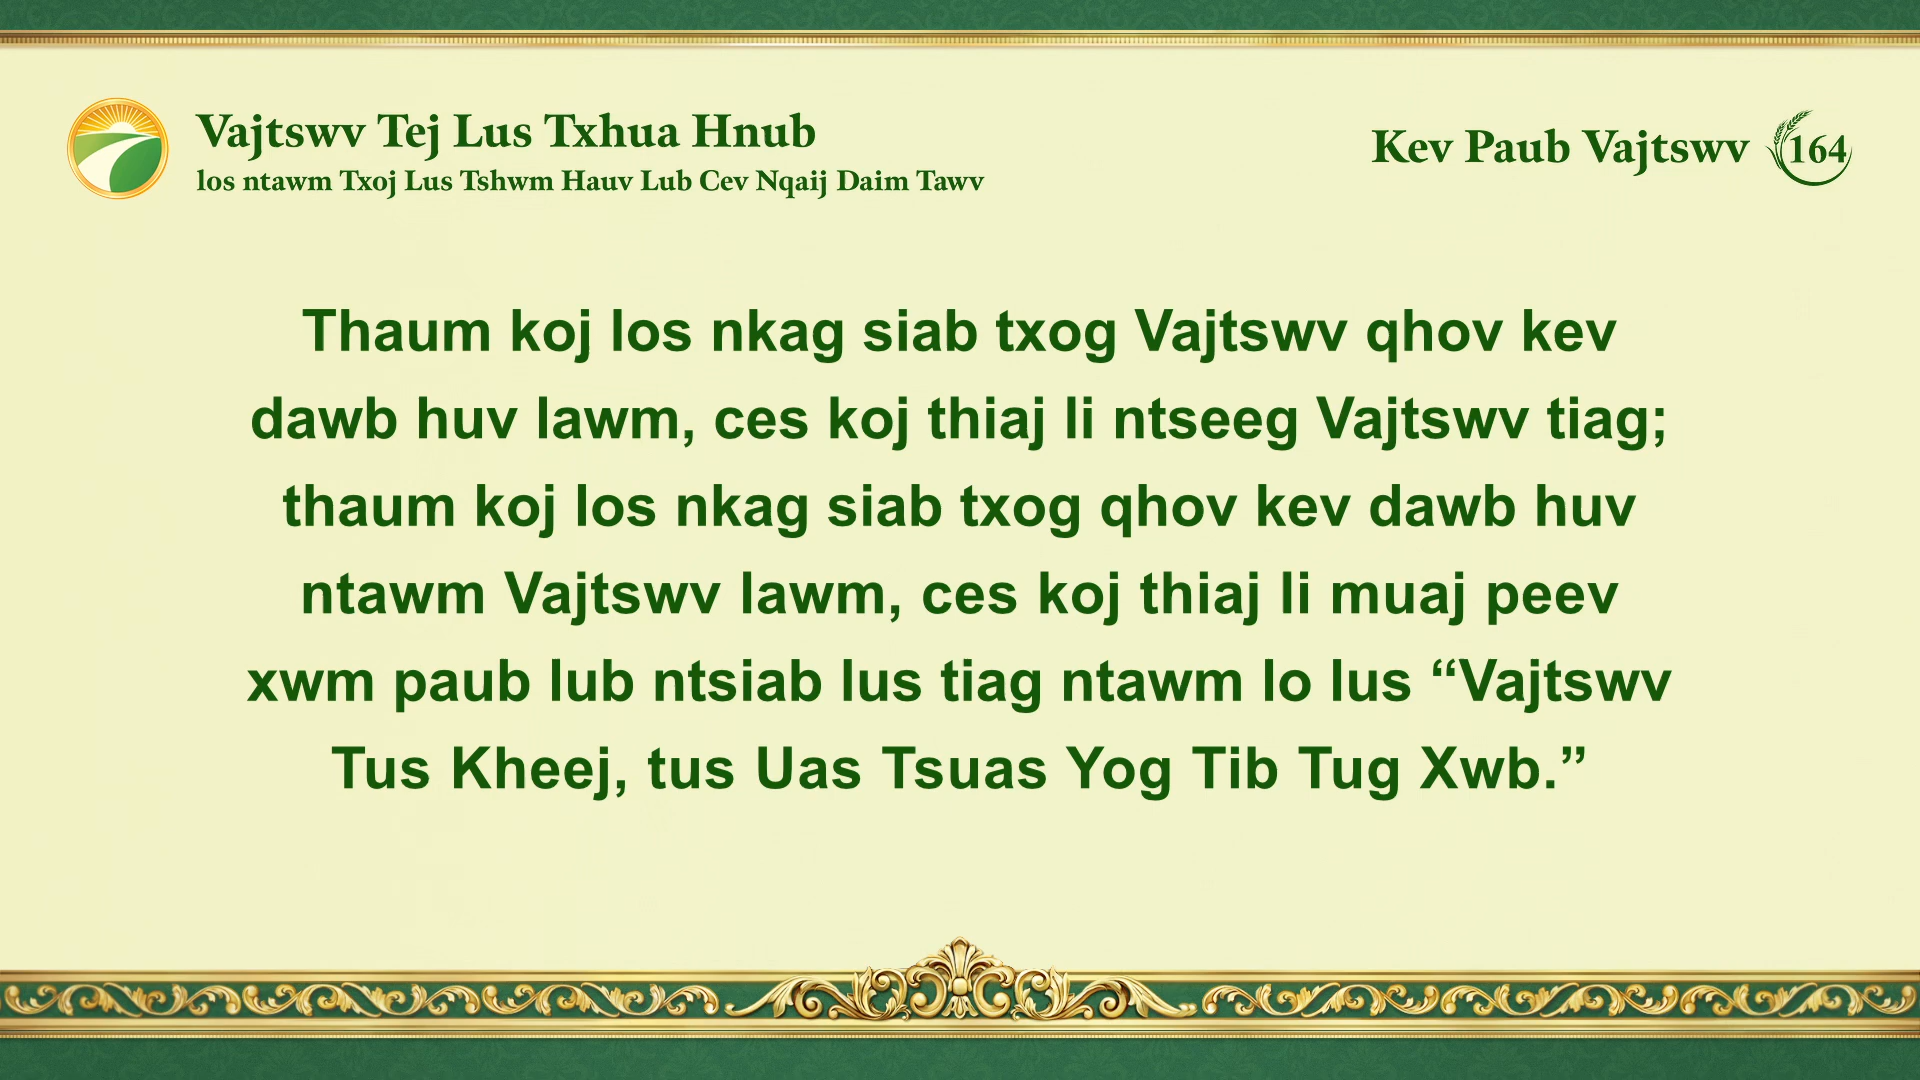 Vajtswv Tej Lus Txhua Hnub
los ntawm Txoj Lus Tshwm Hauv Lub Cev Nqaij Daim Tawv
Kev Paub Vajtswv 164
Thaum koj los nkag siab txog Vajtswv qhov kev
dawb huv lawm, ces koj thiaj li ntseeg Vajtswv tiag;
thaum koj los nkag siab txog qhov kev dawb huv
ntawm Vajtswv lawm, ces koj thiaj li muaj peev
xwm paub lub ntsiab lus tiag ntawm lo lus “Vajtswv
Tus Kheej, tus Uas Tsuas Yog Tib Tug Xwb.”